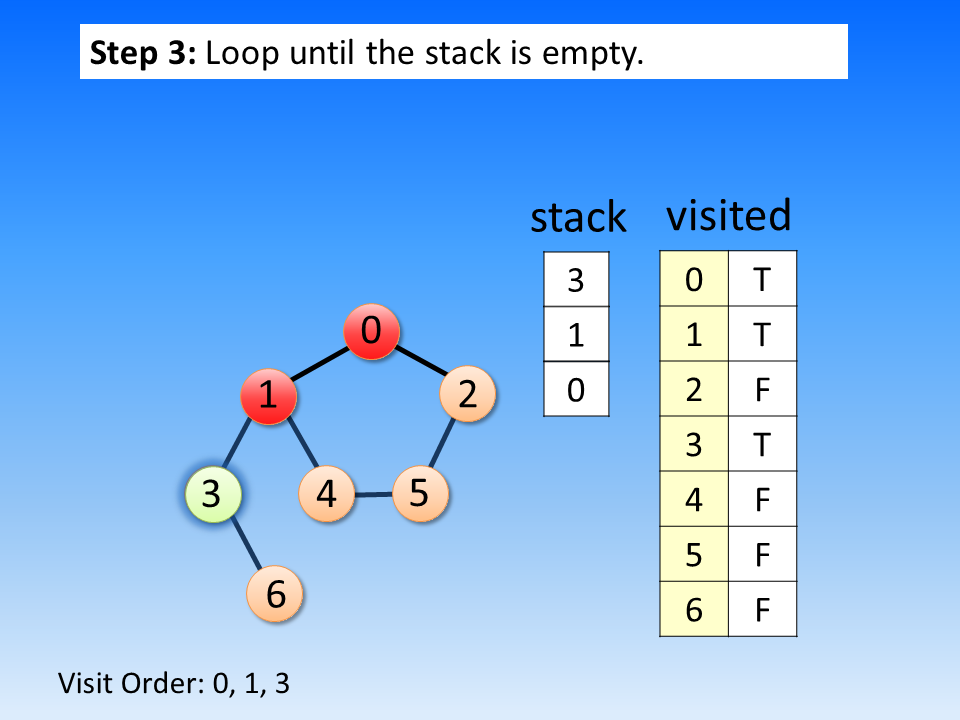 Step 3: Loop until the stack is empty.
stack visited
3
1
0
0 T
1 T
2 F
3 T
4 F
5 F
6 F
0
1 2
3 4 5
6
Visit Order: 0, 1, 3